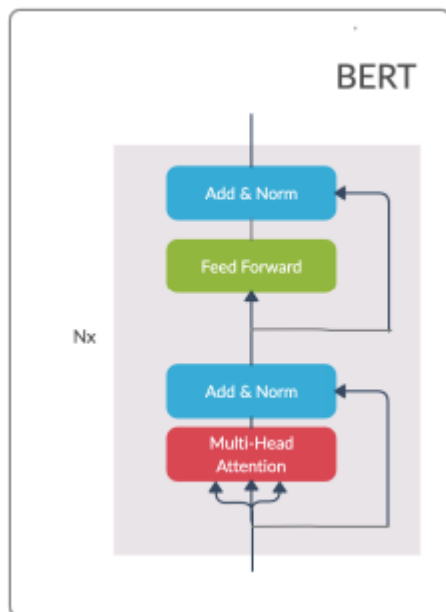 BERT
Add & Norm
Feed Forward
Nx
Add & Norm
Multi-Head
Attention